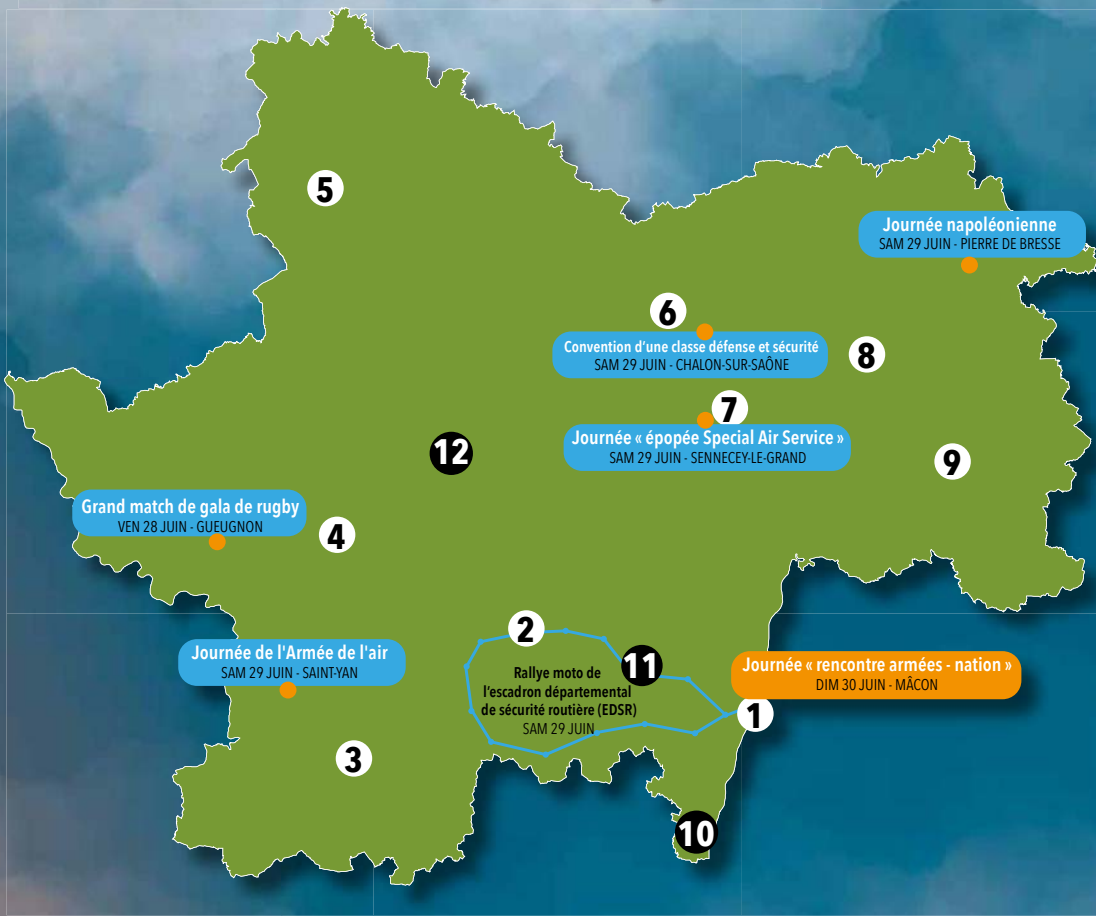 5
Journée napoléonienne
SAM 29 JUIN - PIERRE DE BRESSE
6
Convention d'une classe défense et sécurité
SAM 29 JUIN - CHALON-SUR-SAÔNE
8
7
Journée « épopée Special Air Service »
SAM 29 JUIN - SENNECEY-LE-GRAND
12
9
Grand match de gala de rugby
VEN 28 JUIN - GUEUGNON
4
2
Journée de l'Armée de l'air
SAM 29 JUIN - SAINT-YAN
11
Rallye moto de
l'escadron départemental
de sécurité routière (EDSR)
SAM 29 JUIN
Journée « rencontre armées - nation »
DIM 30 JUIN - MÂCON
1
3
10